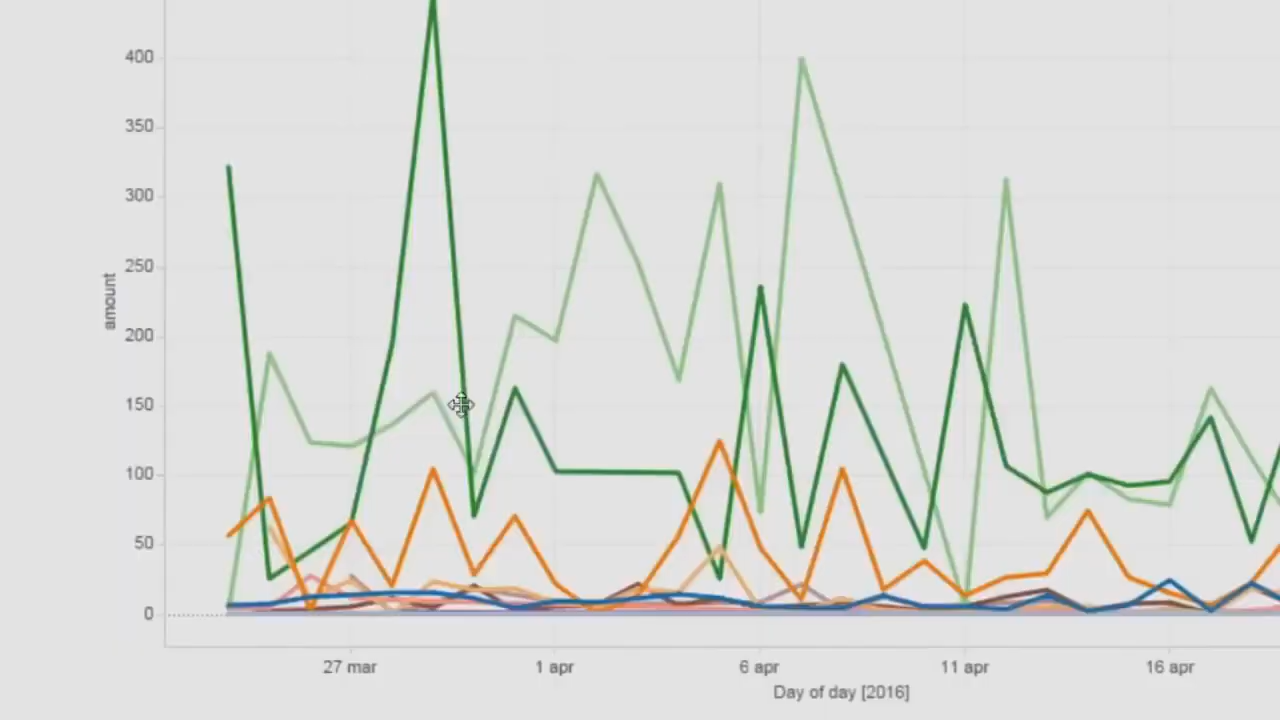 400
350
300
250
200
150
100
50
0
amount
27 mar
1 apr
6 apr
11 apr
16 apr
Day of day [2016]